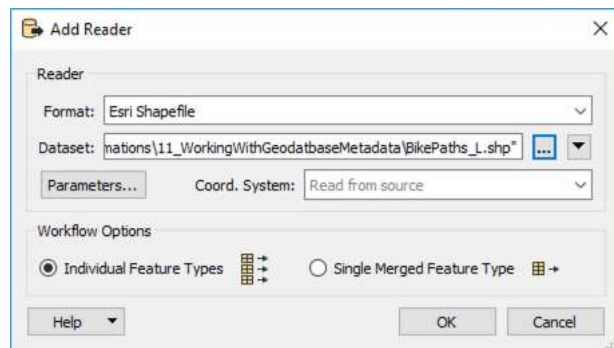 Add Reader
Reader
Format: Esri Shapefile
Dataset: nations\11_WorkingWithGeodatbaseMetadata\BikePaths_L.shp" ...
Parameters... Coord. System: Read from source
Workflow Options
Individual Feature Types Single Merged Feature Type
Help OK Cancel